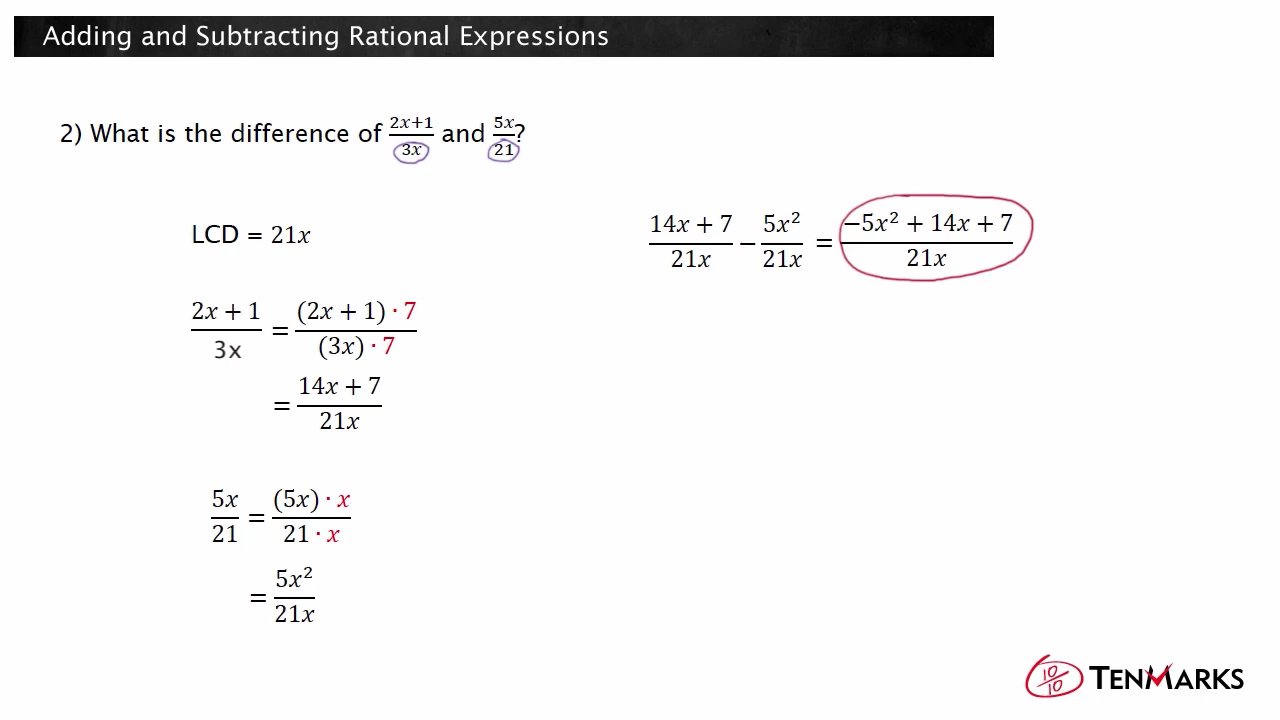 Adding and Subtracting Rational Expressions
2) What is the difference of (2x+1)/(3x) and (5x)/(21)?
LCD = 21x
(2x + 1)/(3x) = ((2x + 1) · 7)/((3x) · 7)
= (14x + 7)/(21x)
(5x)/(21) = ((5x) · x)/(21 · x)
= (5x²)/(21x)
(14x + 7)/(21x) − (5x²)/(21x) = (−5x² + 14x + 7)/(21x)
10/10 TENMARKS